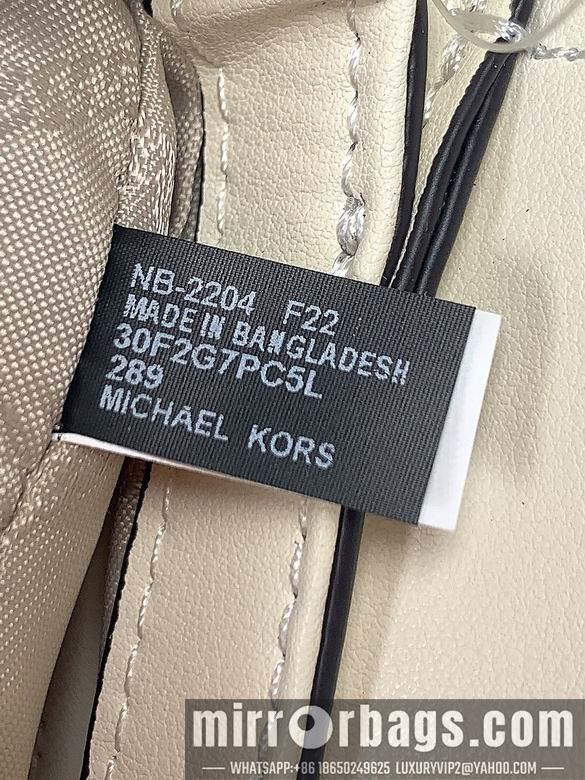 NB-2204 F22
MADE IN BANGLADESH
30F2G7PC5L
289
MICHAEL KORS
mirrorbags.com
WHATSAPP:+86 18650249625 LUXURYVIP2@YAHOO.COM